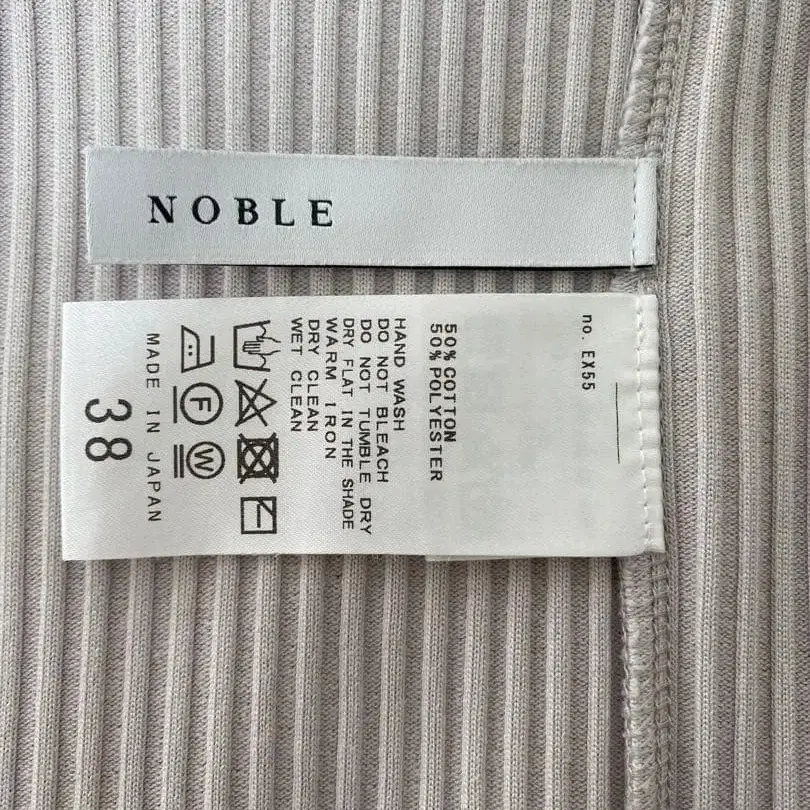 NOBLE
no. EX55
50% COTTON
50% POLYESTER
HAND WASH
DO NOT BLEACH
DO NOT TUMBLE DRY
DRY FLAT IN THE SHADE
WARM IRON
DRY CLEAN
WET CLEAN
F W
MADE IN JAPAN
38